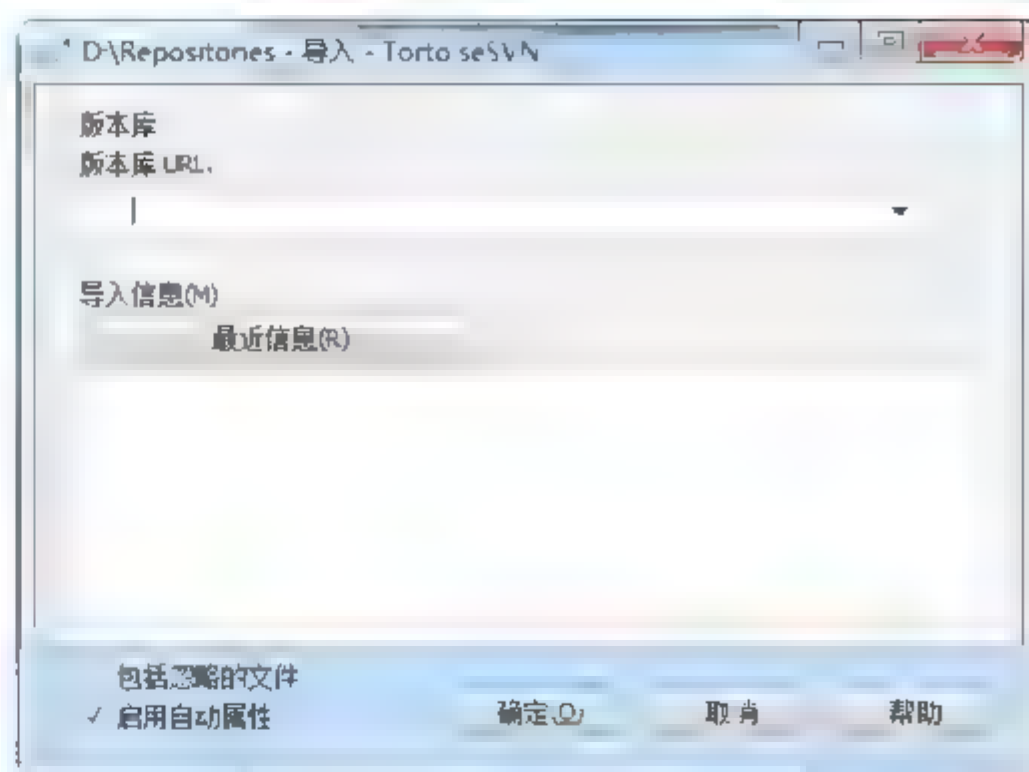 D:\Repositories - 导入 - TortoiseSVN
版本库
版本库 URL:
导入信息(M)
最近信息(R)
包括忽略的文件
✓ 启用自动属性
确定(O)
取消
帮助